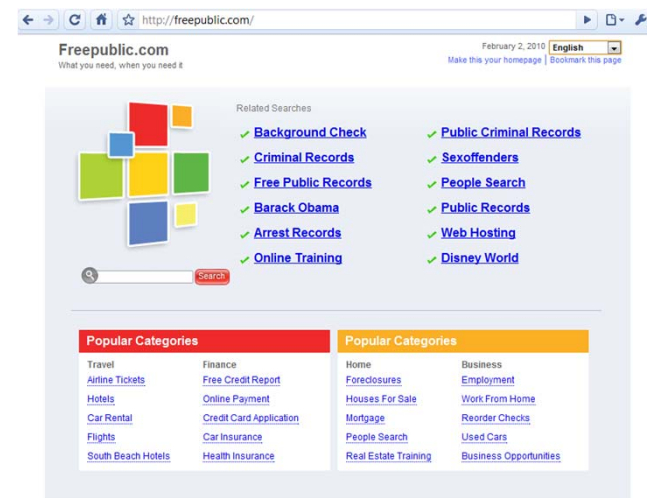 http://freepublic.com/
Freepublic.com
What you need, when you need it
February 2, 2010 English
Make this your homepage | Bookmark this page
Related Searches
Background Check
Criminal Records
Free Public Records
Barack Obama
Arrest Records
Online Training
Public Criminal Records
Sexoffenders
People Search
Public Records
Web Hosting
Disney World
Search
Popular Categories
Travel
Airline Tickets
Hotels
Car Rental
Flights
South Beach Hotels
Finance
Free Credit Report
Online Payment
Credit Card Application
Car Insurance
Health Insurance
Popular Categories
Home
Foreclosures
Houses For Sale
Mortgage
People Search
Real Estate Training
Business
Employment
Work From Home
Reorder Checks
Used Cars
Business Opportunities